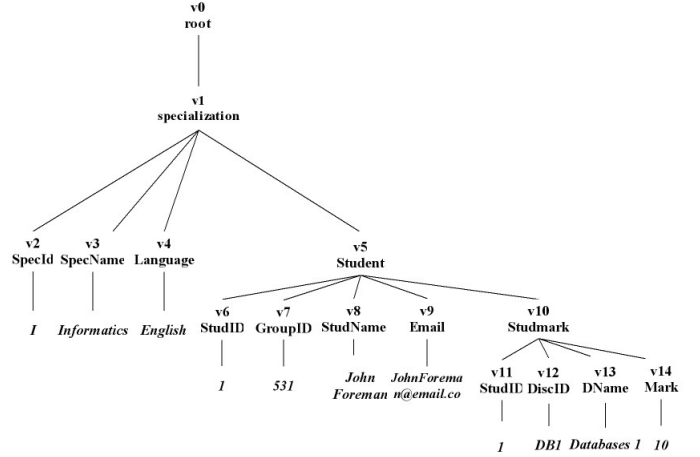 v0
root
v1
specialization
v2 v3 v4 v5
SpecId SpecName Language Student
I Informatics English
v6 v7 v8 v9 v10
StudID GroupID StudName Email Studmark
1 531 John JohnForema
Foreman n@email.co
v11 v12 v13 v14
StudID DiscID DName Mark
1 DB1 Databases 1 10